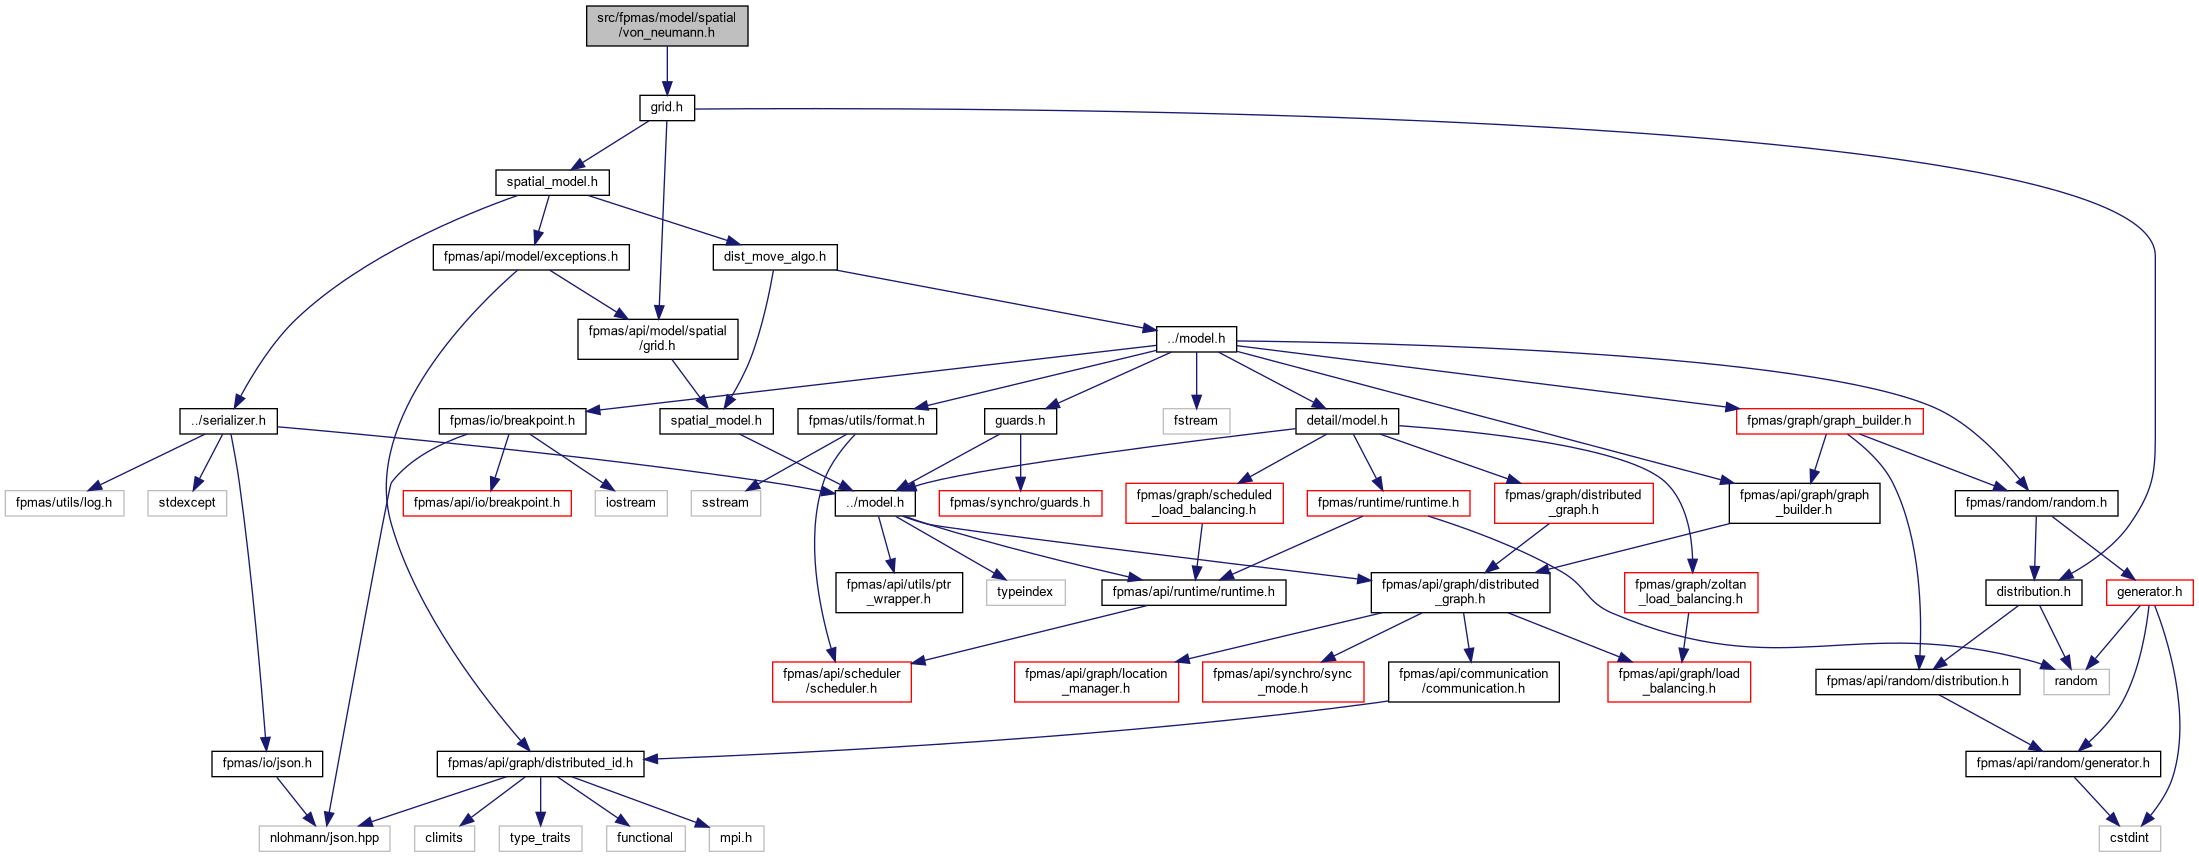 src/fpmas/model/spatial
/von_neumann.h
grid.h
spatial_model.h
fpmas/api/model/exceptions.h
dist_move_algo.h
fpmas/api/model/spatial
/grid.h
../model.h
../serializer.h
fpmas/io/breakpoint.h
spatial_model.h
fpmas/utils/format.h
guards.h
fstream
detail/model.h
fpmas/graph/graph_builder.h
fpmas/utils/log.h
stdexcept
fpmas/api/io/breakpoint.h
iostream
sstream
../model.h
fpmas/synchro/guards.h
fpmas/graph/scheduled
_load_balancing.h
fpmas/runtime/runtime.h
fpmas/graph/distributed
_graph.h
fpmas/api/graph/graph
_builder.h
fpmas/random/random.h
fpmas/api/utils/ptr
_wrapper.h
typeindex
fpmas/api/runtime/runtime.h
fpmas/api/graph/distributed
_graph.h
fpmas/graph/zoltan
_load_balancing.h
distribution.h
generator.h
fpmas/api/scheduler
/scheduler.h
fpmas/api/graph/location
_manager.h
fpmas/api/synchro/sync
_mode.h
fpmas/api/communication
/communication.h
fpmas/api/graph/load
_balancing.h
fpmas/api/random/distribution.h
random
fpmas/io/json.h
fpmas/api/graph/distributed_id.h
fpmas/api/random/generator.h
nlohmann/json.hpp
climits
type_traits
functional
mpi.h
cstdint